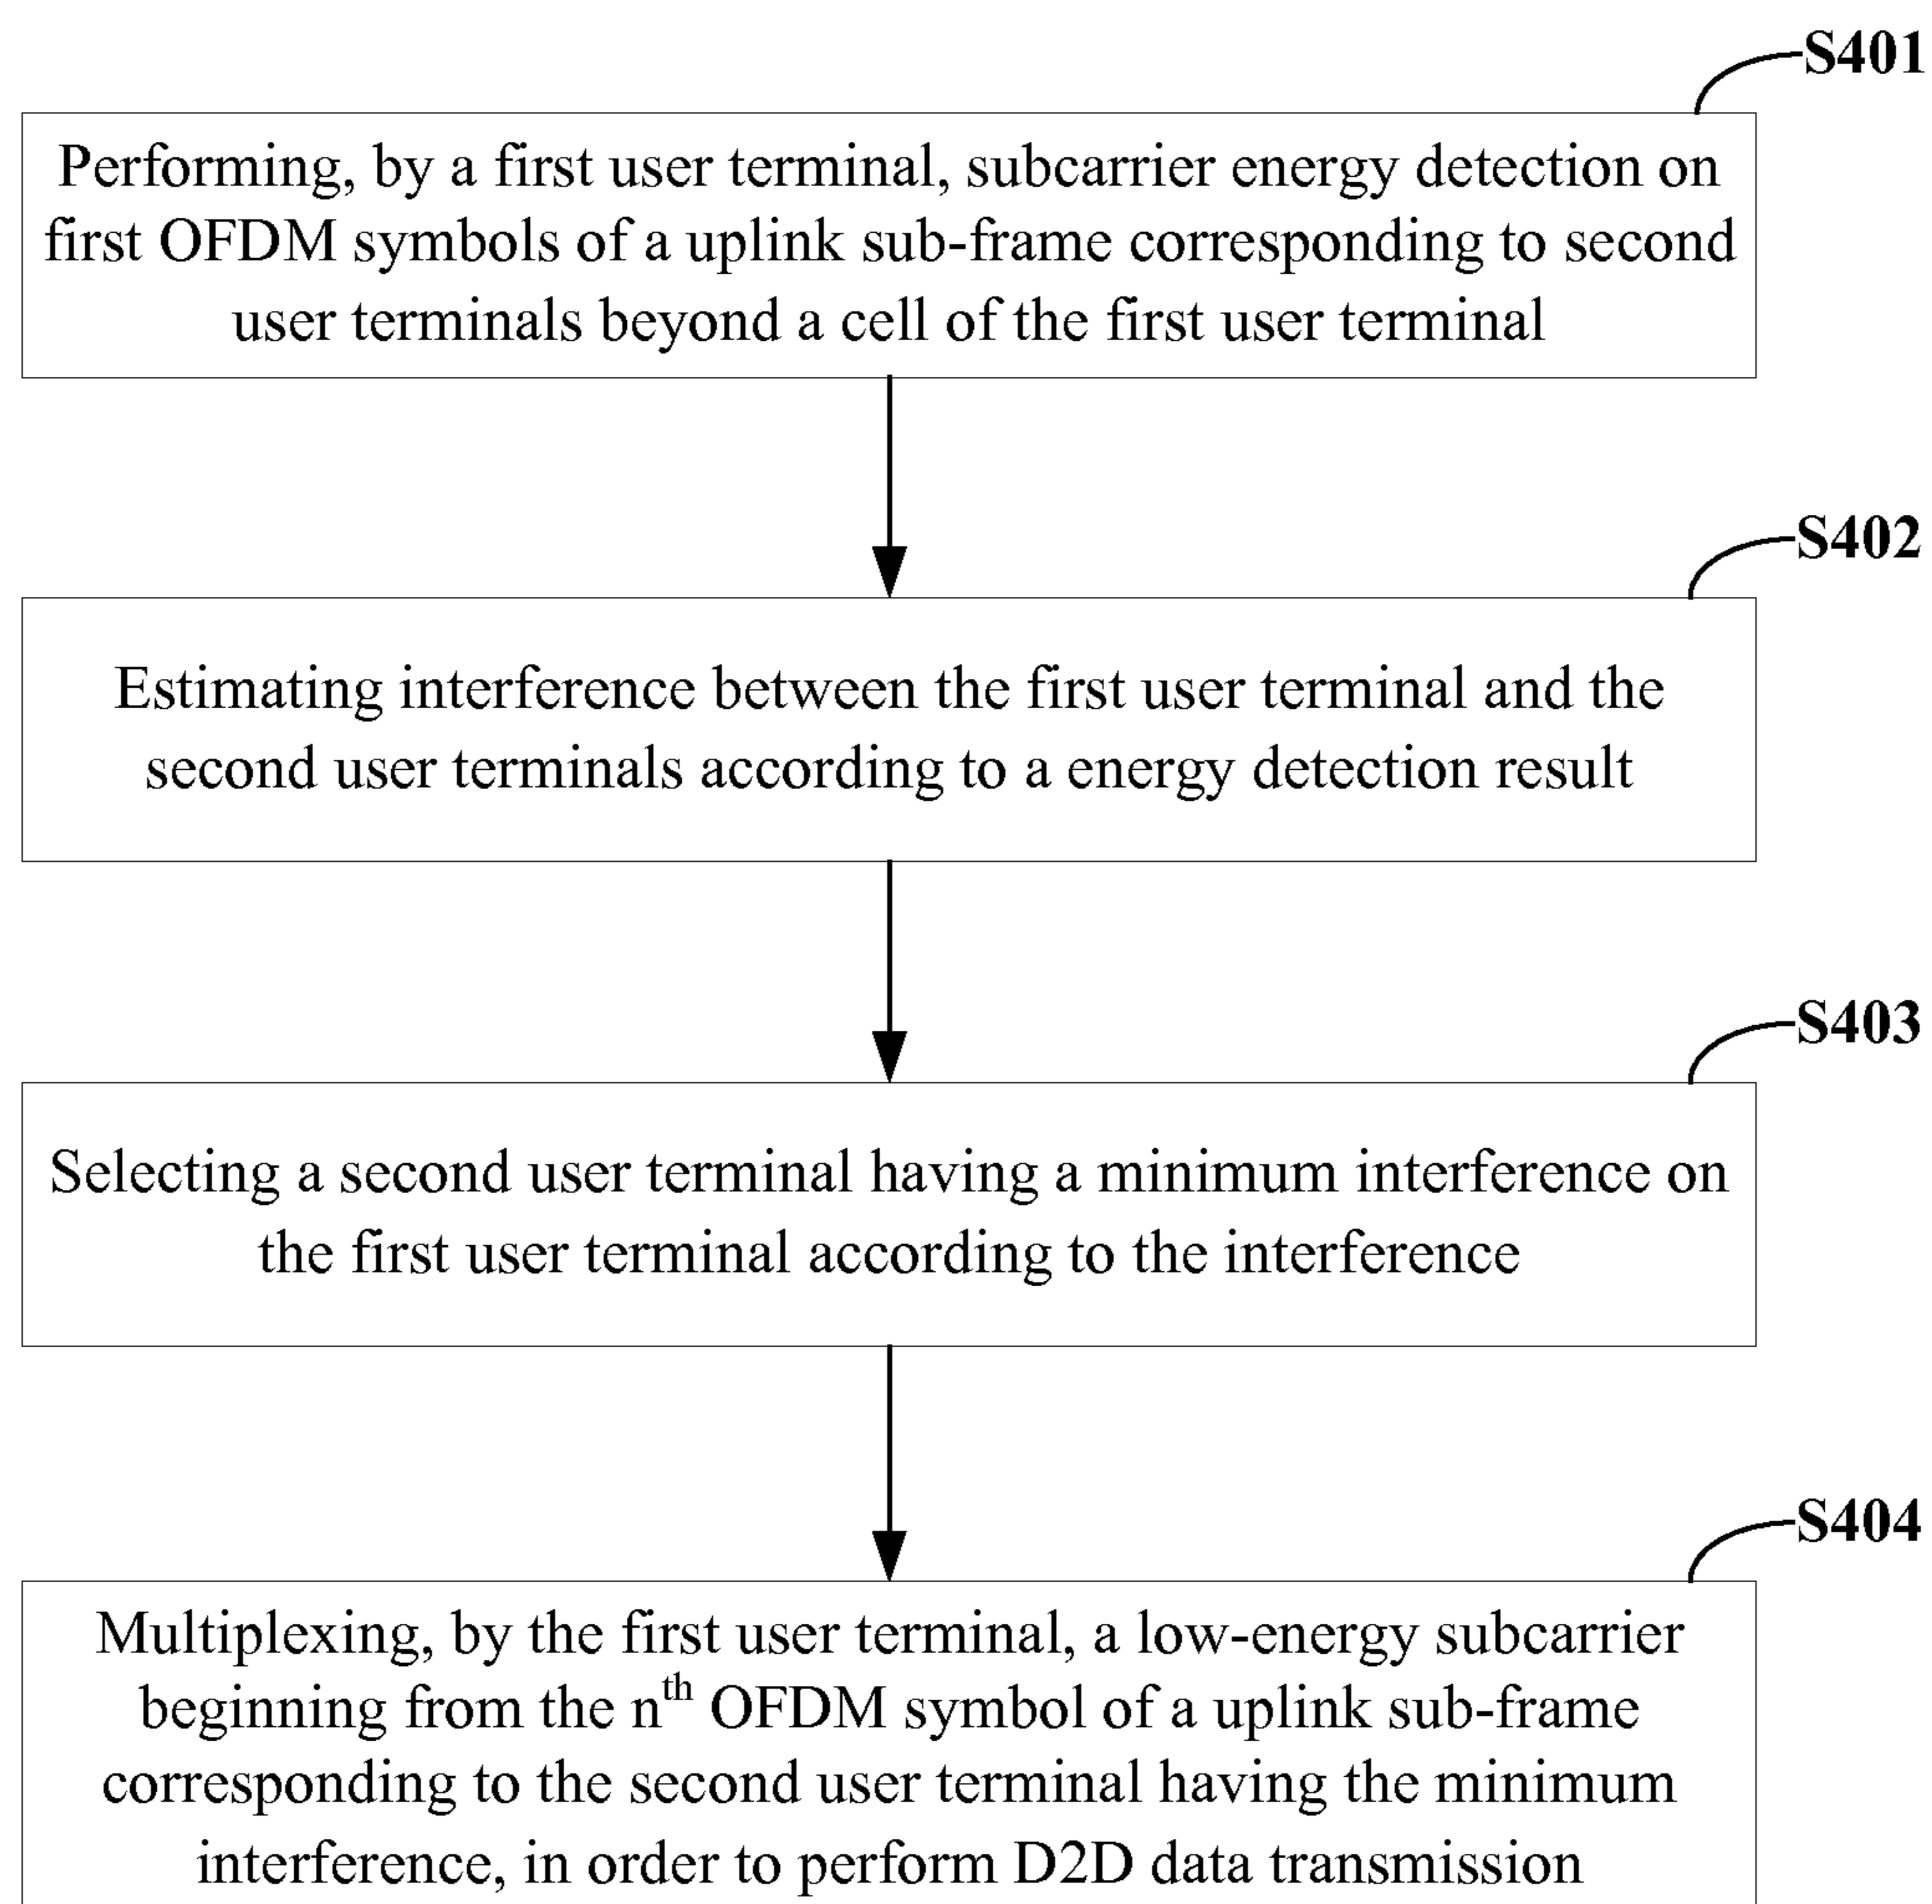 S401
Performing, by a first user terminal, subcarrier energy detection on
first OFDM symbols of a uplink sub-frame corresponding to second
user terminals beyond a cell of the first user terminal
S402
Estimating interference between the first user terminal and the
second user terminals according to a energy detection result
S403
Selecting a second user terminal having a minimum interference on
the first user terminal according to the interference
S404
Multiplexing, by the first user terminal, a low-energy subcarrier
beginning from the nth OFDM symbol of a uplink sub-frame
corresponding to the second user terminal having the minimum
interference, in order to perform D2D data transmission